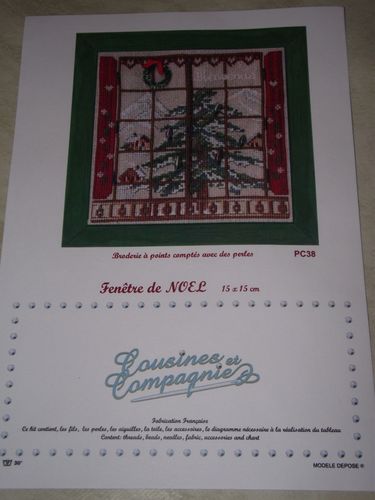 Bienvenus
Broderie à points comptés avec des perles
PC38
Fenêtre de NOEL 15 x 15 cm
Cousines et
Compagnie
Fabrication Française
Ce kit contient, les fils, les perles, les aiguilles, la toile, les accessoires, le diagramme nécessaire à la réalisation du tableau
Content: threads, beads, needles, fabric, accessories and chart
30'
MODELE DEPOSE ®